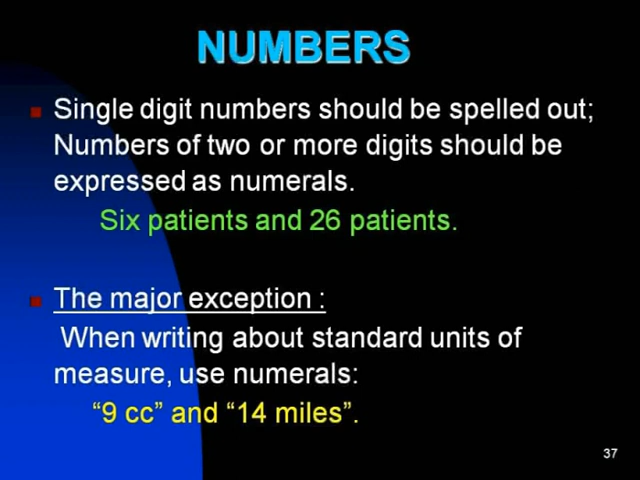 NUMBERS
Single digit numbers should be spelled out;
Numbers of two or more digits should be
expressed as numerals.
Six patients and 26 patients.
The major exception :
When writing about standard units of
measure, use numerals:
“9 cc” and “14 miles”.
37